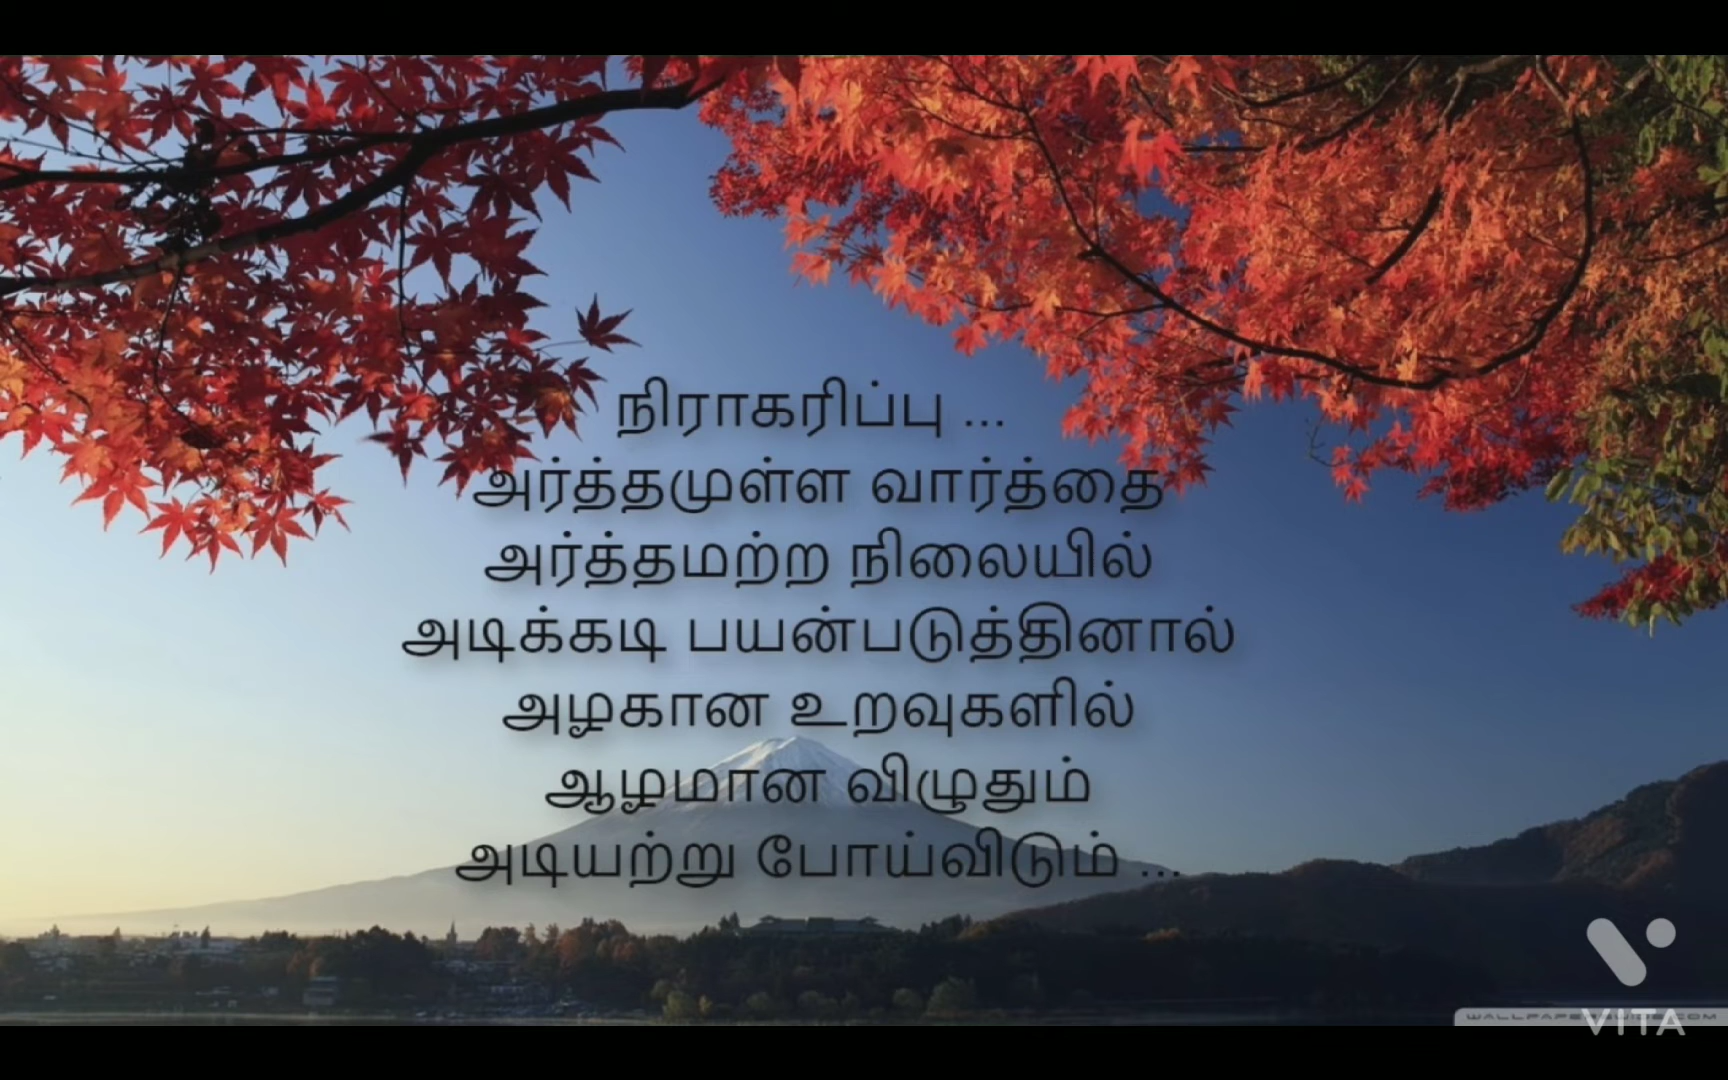 நிராகரிப்பு ...
அர்த்தமுள்ள வார்த்தை
அர்த்தமற்ற நிலையில்
அடிக்கடி பயன்படுத்தினால்
அழகான உறவுகளில்
ஆழமான விழுதும்
அடியற்று போய்விடும் ...
VITA